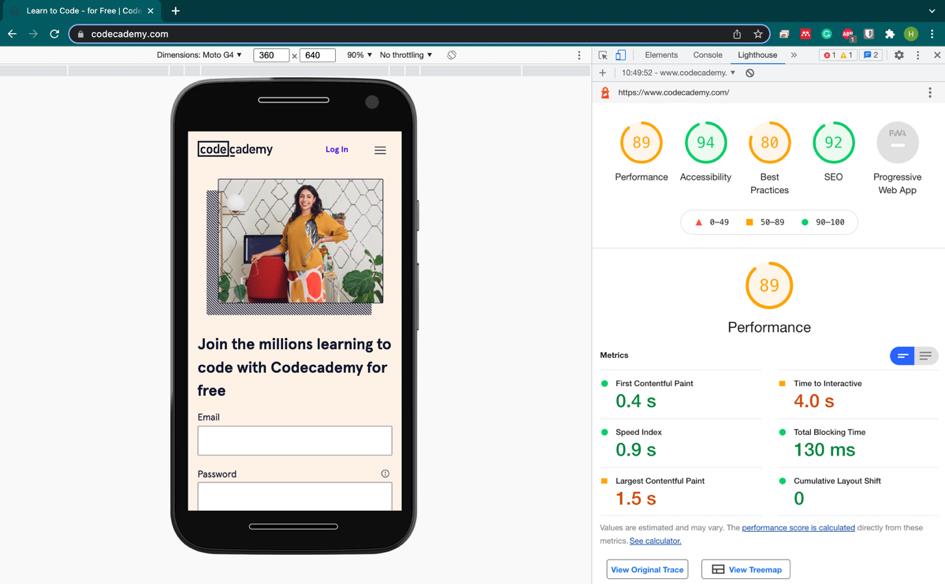 Learn to Code - for Free | Code
codecademy.com
Dimensions: Moto G4 ▼ 360 × 640 90% ▼ No throttling ▼
Elements Console Lighthouse » 1 1 2
10:49:52 - www.codecademy. ▼
https://www.codecademy.com/
codecademy Log In
Join the millions learning to
code with Codecademy for
free
Email
Password
89 94 80 92 PWA
Performance Accessibility Best Practices SEO Progressive Web App
0–49 50–89 90–100
89
Performance
Metrics
First Contentful Paint
0.4 s
Time to Interactive
4.0 s
Speed Index
0.9 s
Total Blocking Time
130 ms
Largest Contentful Paint
1.5 s
Cumulative Layout Shift
0
Values are estimated and may vary. The performance score is calculated directly from these
metrics. See calculator.
View Original Trace View Treemap